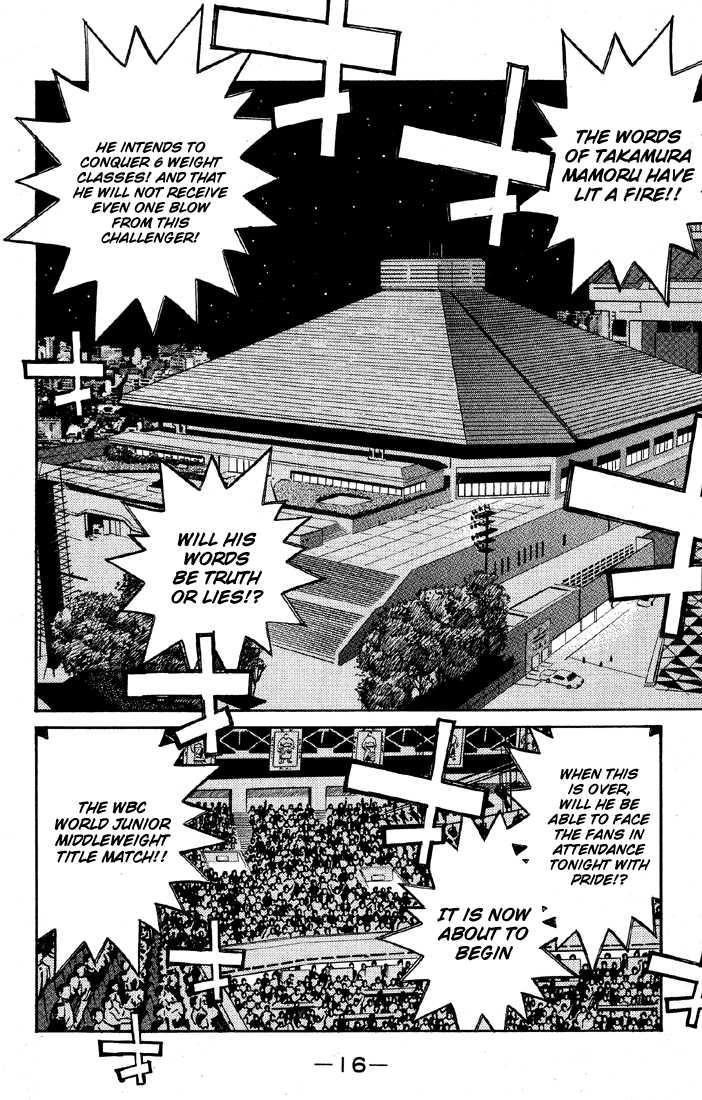 THE WORDS
OF TAKAMURA
MAMORU HAVE
LIT A FIRE!!
HE INTENDS TO
CONQUER 6 WEIGHT
CLASSES! AND THAT
HE WILL NOT RECEIVE
EVEN ONE BLOW
FROM THIS
CHALLENGER!
WILL HIS
WORDS
BE TRUTH
OR LIES!?
WHEN THIS
IS OVER,
WILL HE BE
ABLE TO FACE
THE FANS IN
ATTENDANCE
TONIGHT WITH
PRIDE!?
IT IS NOW
ABOUT TO
BEGIN
THE WBC
WORLD JUNIOR
MIDDLEWEIGHT
TITLE MATCH!!
—16—